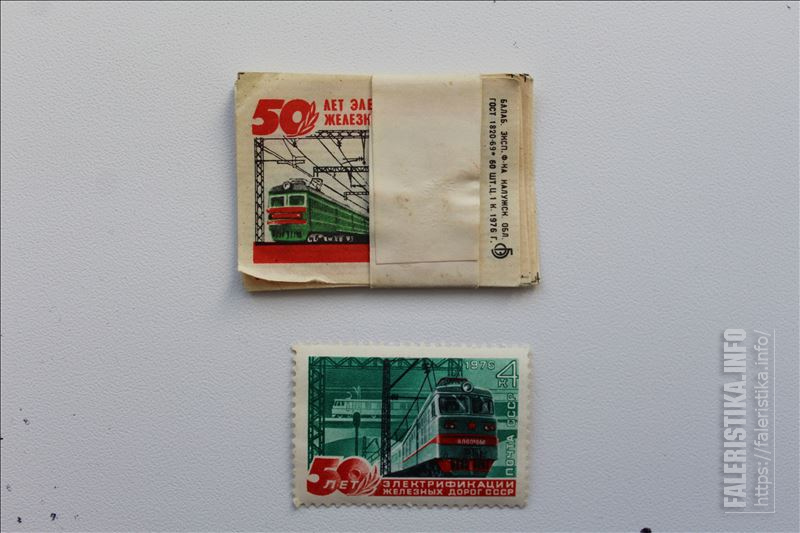 50
ЛЕТ ЭЛЕ
ЖЕЛЕЗН
БАЛАБ. ЭКСП. Ф-КА КАЛУЖСК. ОБЛ.
ГОСТ 1820-69* 60 ШТ. Ц. 1 К. 1976 Г.
1976
4 К
ПОЧТА СССР
50
ЛЕТ
ЭЛЕКТРИФИКАЦИИ
ЖЕЛЕЗНЫХ ДОРОГ СССР
FALERISTIKA.INFO
https://faleristika.info/